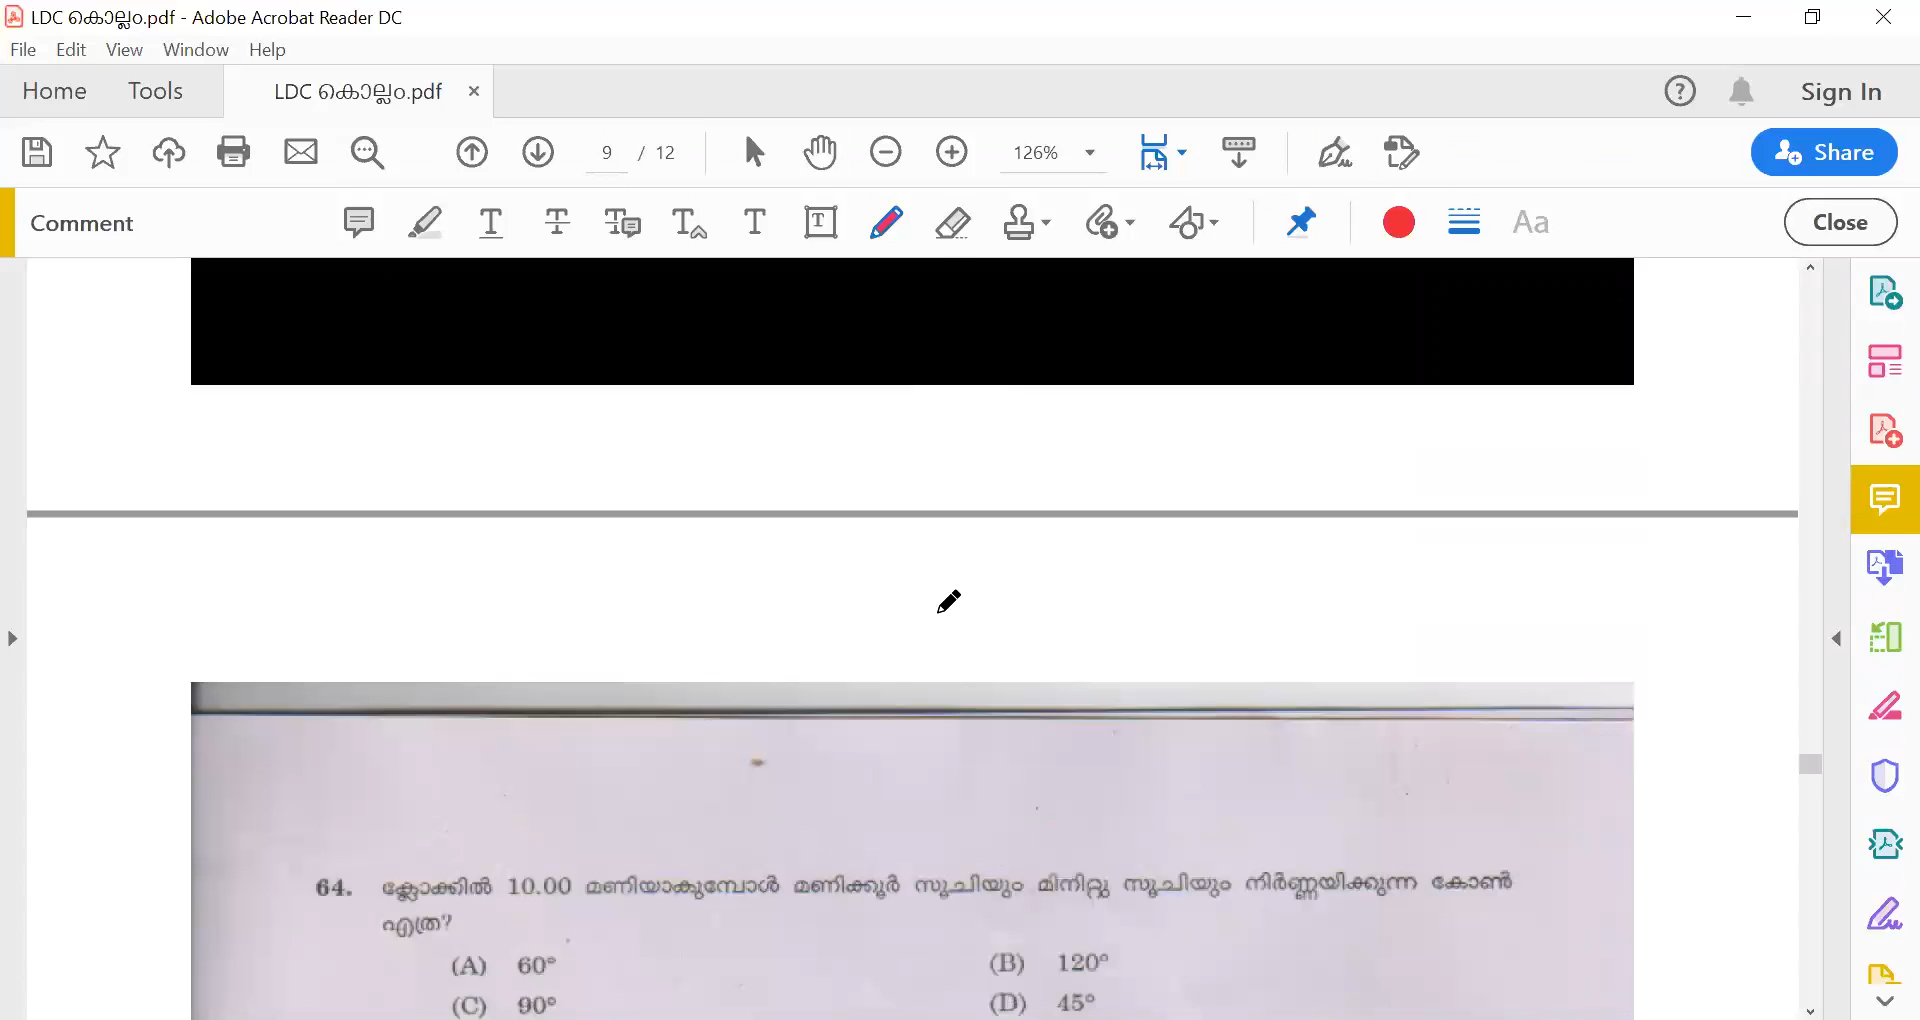 LDC കൊല്ലം.pdf - Adobe Acrobat Reader DC
File Edit View Window Help
Home Tools LDC കൊല്ലം.pdf × Sign In
9 / 12 126% Share
Comment Aa Close
64. ക്ലോക്കിൽ 10.00 മണിയാകുമ്പോൾ മണിക്കൂർ സൂചിയും മിനിറ്റു സൂചിയും നിർണ്ണയിക്കുന്ന കോൺ
എത്ര?
(A) 60° (B) 120°
(C) 90° (D) 45°